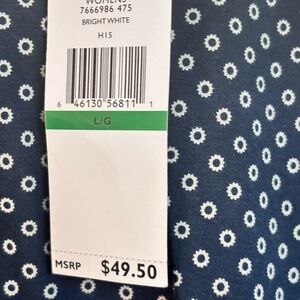 WOMENS
7666986 475
BRIGHT WHITE
H15
6 46130 56811 1
L/G
MSRP $49.50